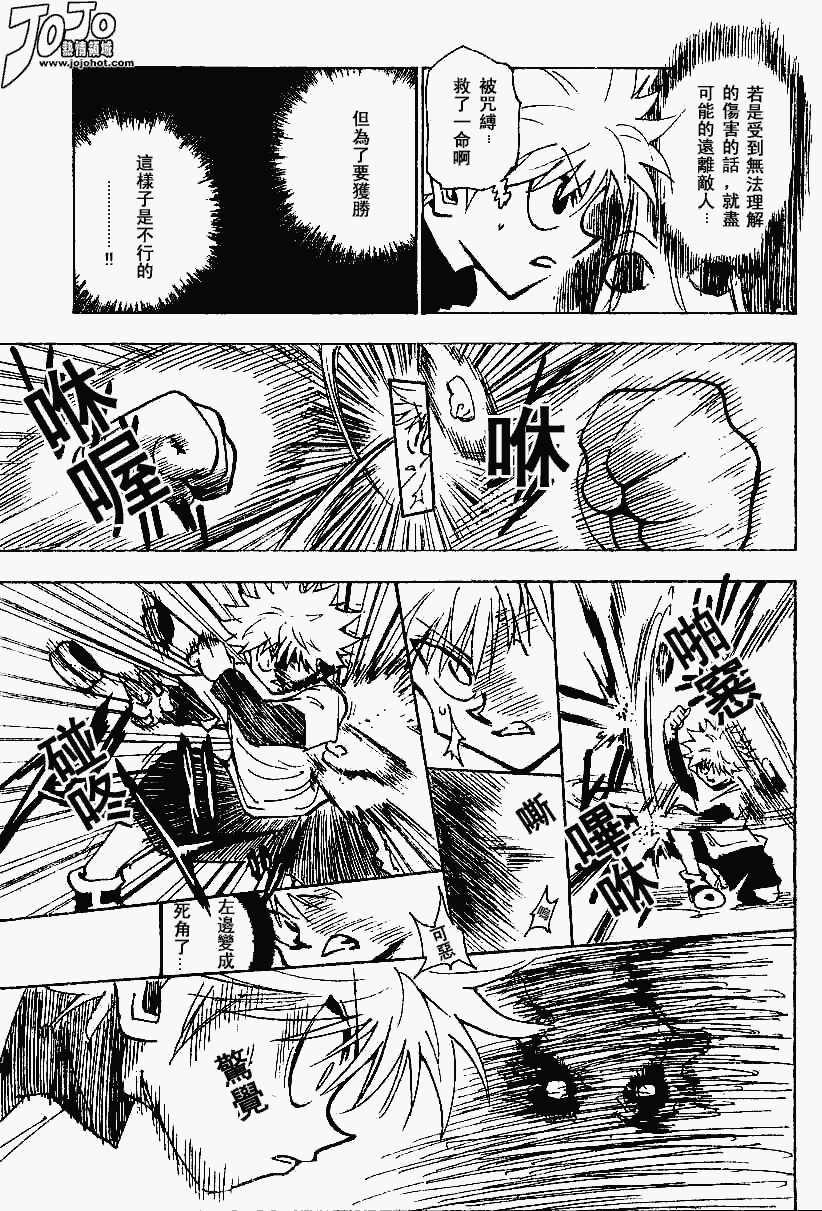 JOJO
熱情領域
www.jojohot.com
若是受到無法理解
的傷害的話，就盡
可能的遠離敵人…
被咒縛…
救了一命啊
但為了要獲勝
這樣子是不行的
…………!!
咻
咻喔
啪
嗶咻
嘶
碰咚
可惡
左邊變成
死角了…
驚覺